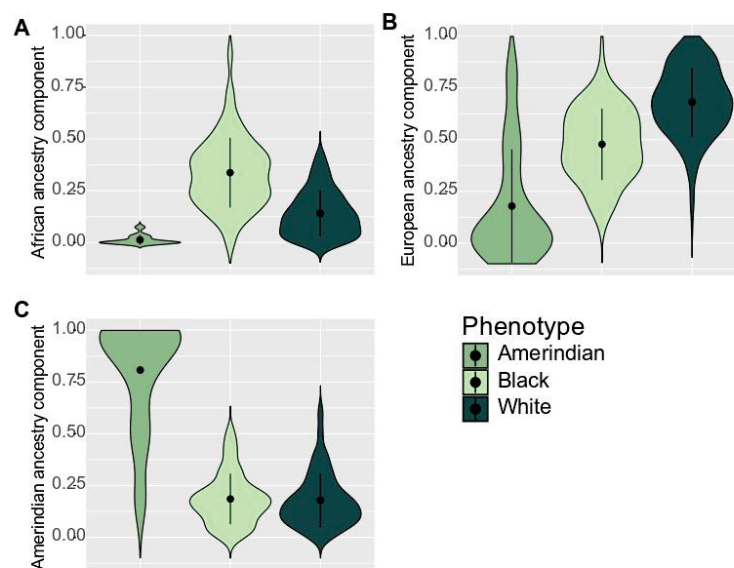 A
African ancestry component
1.00
0.75
0.50
0.25
0.00
B
European ancestry component
1.00
0.75
0.50
0.25
0.00
C
Amerindian ancestry component
1.00
0.75
0.50
0.25
0.00
Phenotype
Amerindian
Black
White